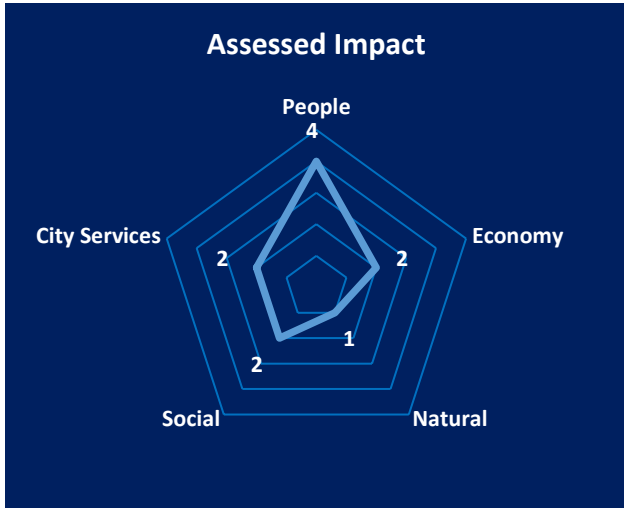 Assessed Impact
People
4
City Services
2
2
Economy
1
2
Social
Natural